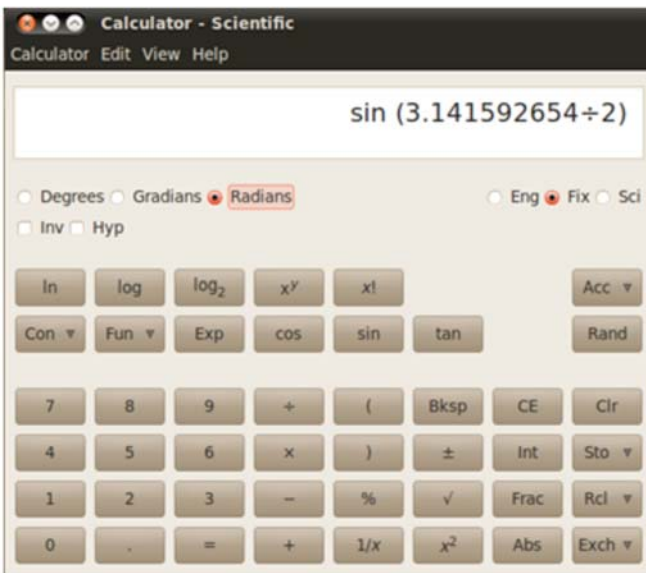 Calculator - Scientific
Calculator Edit View Help
sin (3.141592654÷2)
Degrees Gradians Radians Eng Fix Sci
Inv Hyp
ln log log₂ xʸ x! Acc
Con Fun Exp cos sin tan Rand
7 8 9 ÷ ( Bksp CE Clr
4 5 6 × ) ± Int Sto
1 2 3 − % √ Frac Rcl
0 . = + 1/x x² Abs Exch